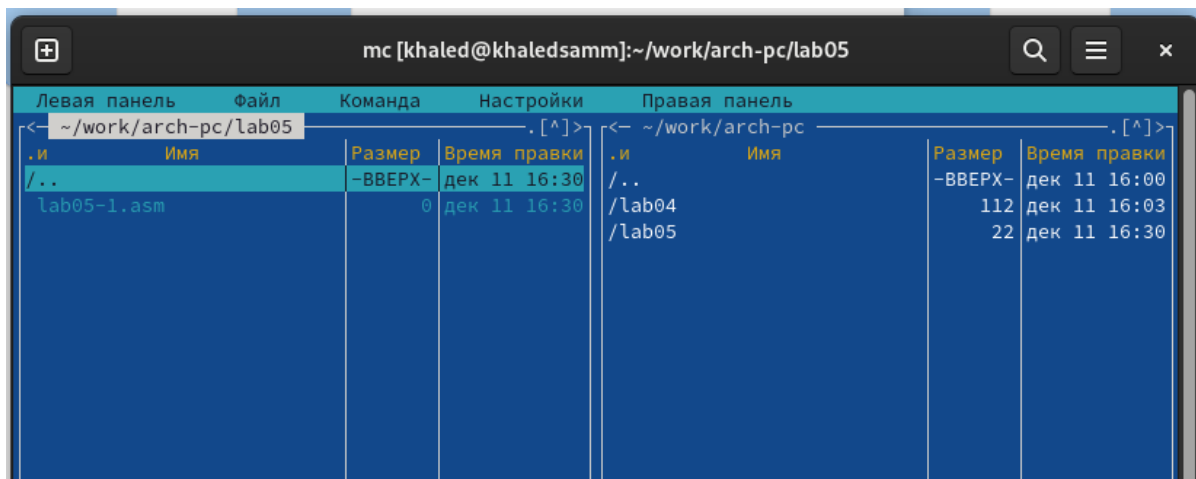 mc [khaled@khaledsamm]:~/work/arch-pc/lab05
Левая панель Файл Команда Настройки Правая панель
<─ ~/work/arch-pc/lab05 ─.[^]>
.и Имя Размер Время правки
/.. -ВВЕРХ- дек 11 16:30
lab05-1.asm 0 дек 11 16:30
<─ ~/work/arch-pc ─.[^]>
.и Имя Размер Время правки
/.. -ВВЕРХ- дек 11 16:00
/lab04 112 дек 11 16:03
/lab05 22 дек 11 16:30